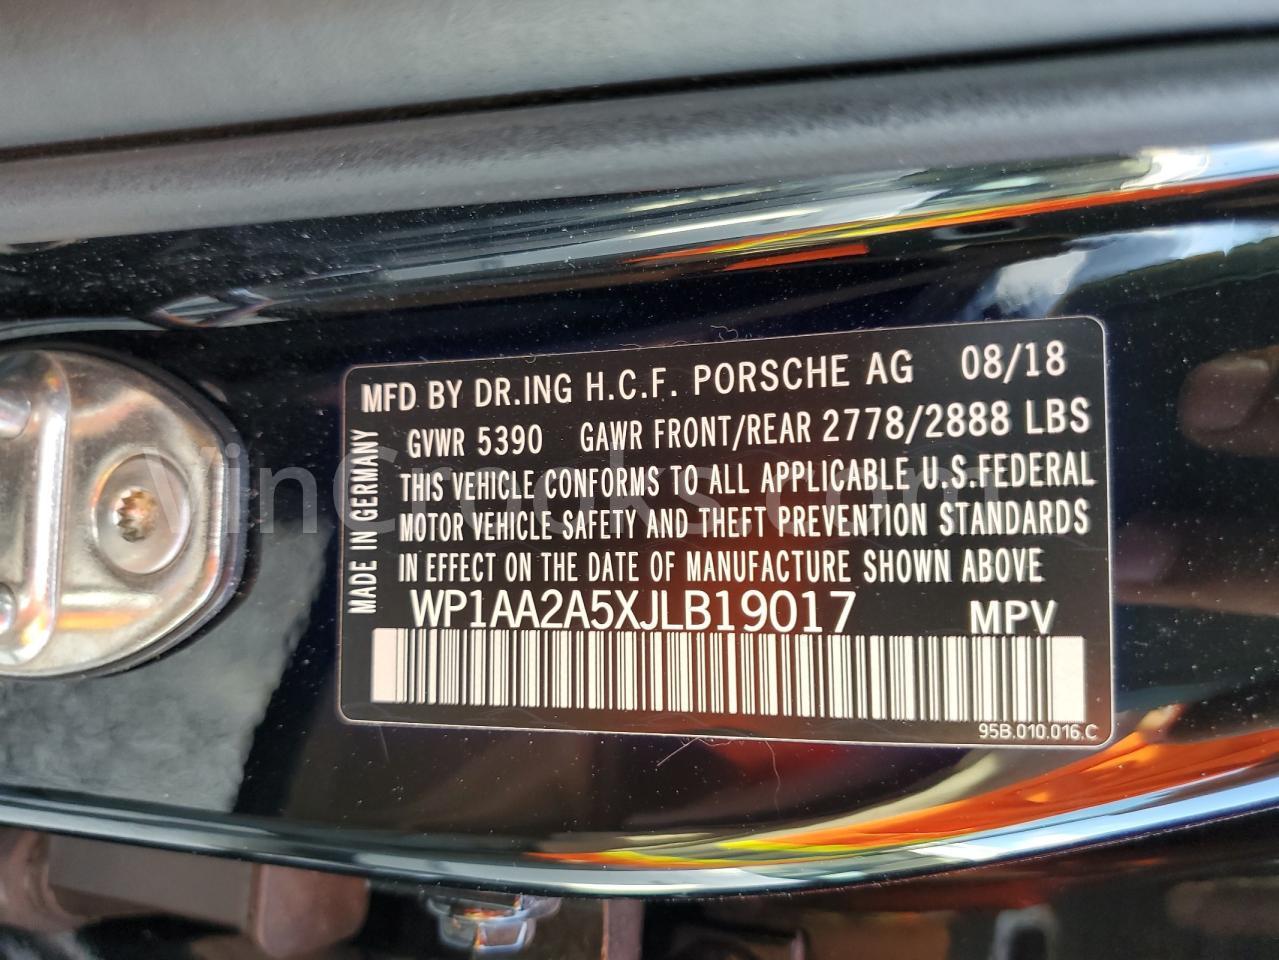 MFD BY DR.ING H.C.F. PORSCHE AG 08/18
GVWR 5390 GAWR FRONT/REAR 2778/2888 LBS
THIS VEHICLE CONFORMS TO ALL APPLICABLE U.S.FEDERAL
MOTOR VEHICLE SAFETY AND THEFT PREVENTION STANDARDS
IN EFFECT ON THE DATE OF MANUFACTURE SHOWN ABOVE
MADE IN GERMANY
WP1AA2A5XJLB19017 MPV
95B.010.016.C
VinCrooks.com